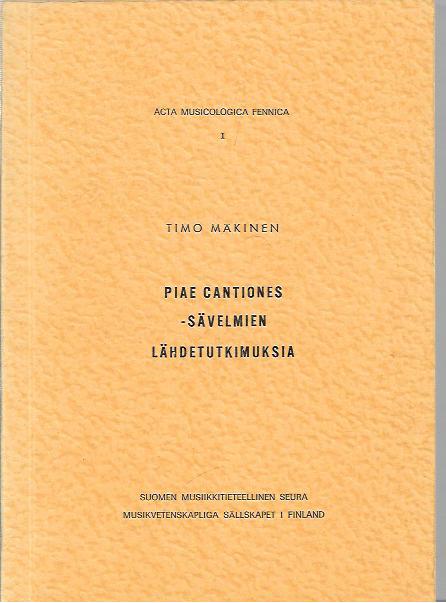 ACTA MUSICOLOGICA FENNICA
I
TIMO MÄKINEN
PIAE CANTIONES
-SÄVELMIEN
LÄHDETUTKIMUKSIA
SUOMEN MUSIIKKITIETEELLINEN SEURA
MUSIKVETENSKAPLIGA SÄLLSKAPET I FINLAND